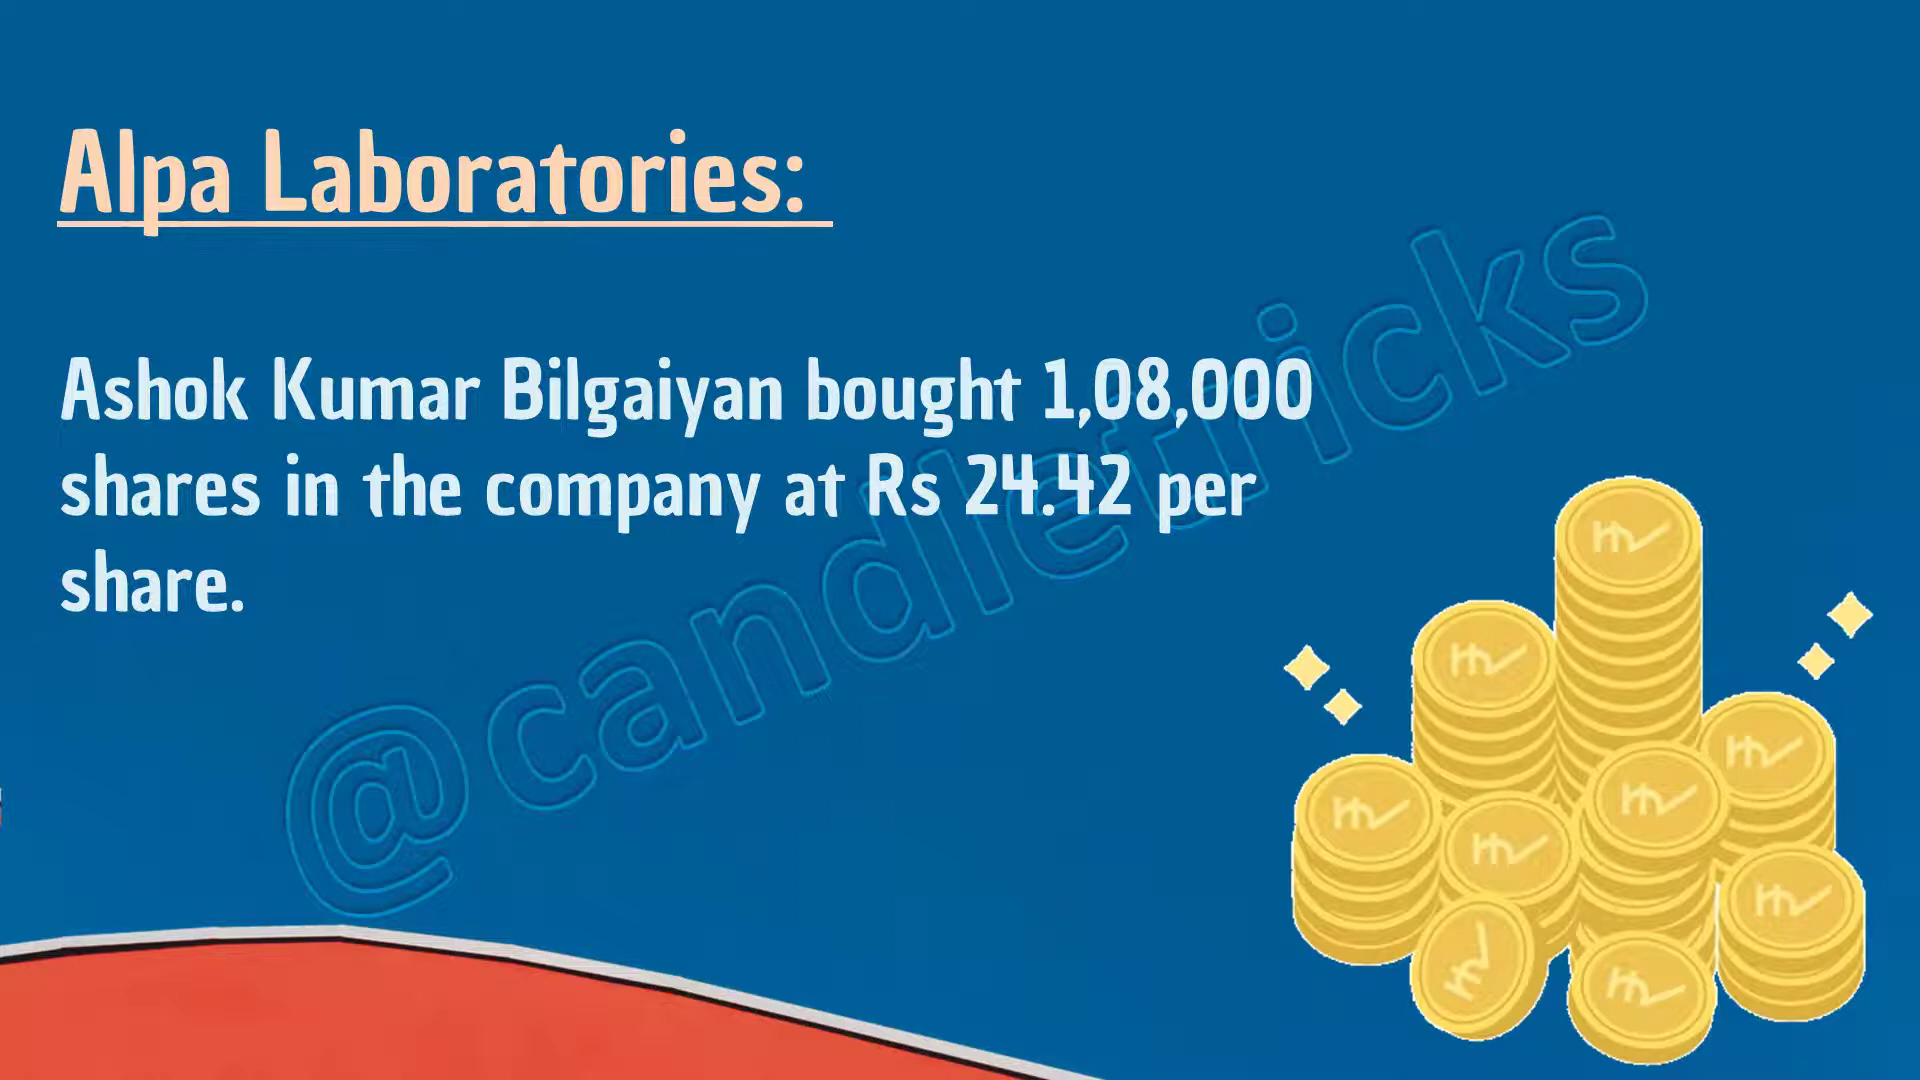 Alpa Laboratories:
Ashok Kumar Bilgaiyan bought 1,08,000
shares in the company at Rs 24.42 per
share.
@candletricks